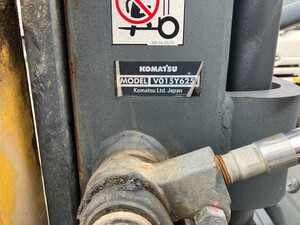 KOMATSU
MODEL V015Y625
Komatsu Ltd. Japan